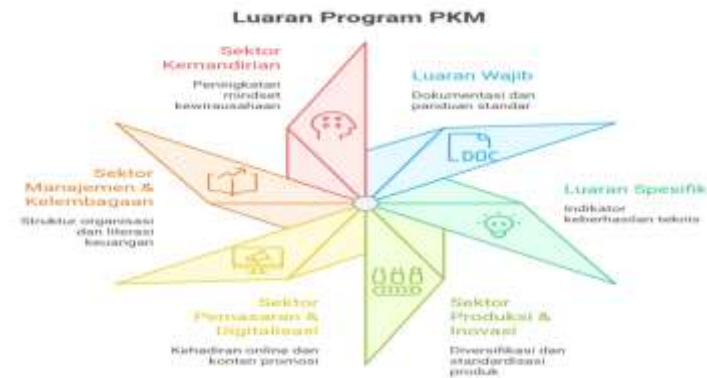 Luaran Program PKM
Sektor
Kemandirian
Peningkatan
mindset
kewirausahaan
Luaran Wajib
Dokumentasi dan
panduan standar
DOC
Sektor
Manajemen &
Kelembagaan
Struktur organisasi
dan literasi
keuangan
Luaran Spesifik
Indikator
keberhasilan teknis
Sektor
Pemasaran &
Digitalisasi
Kehadiran online dan
konten promosi
Sektor
Produksi &
Inovasi
Diversifikasi dan
standardisasi
produk